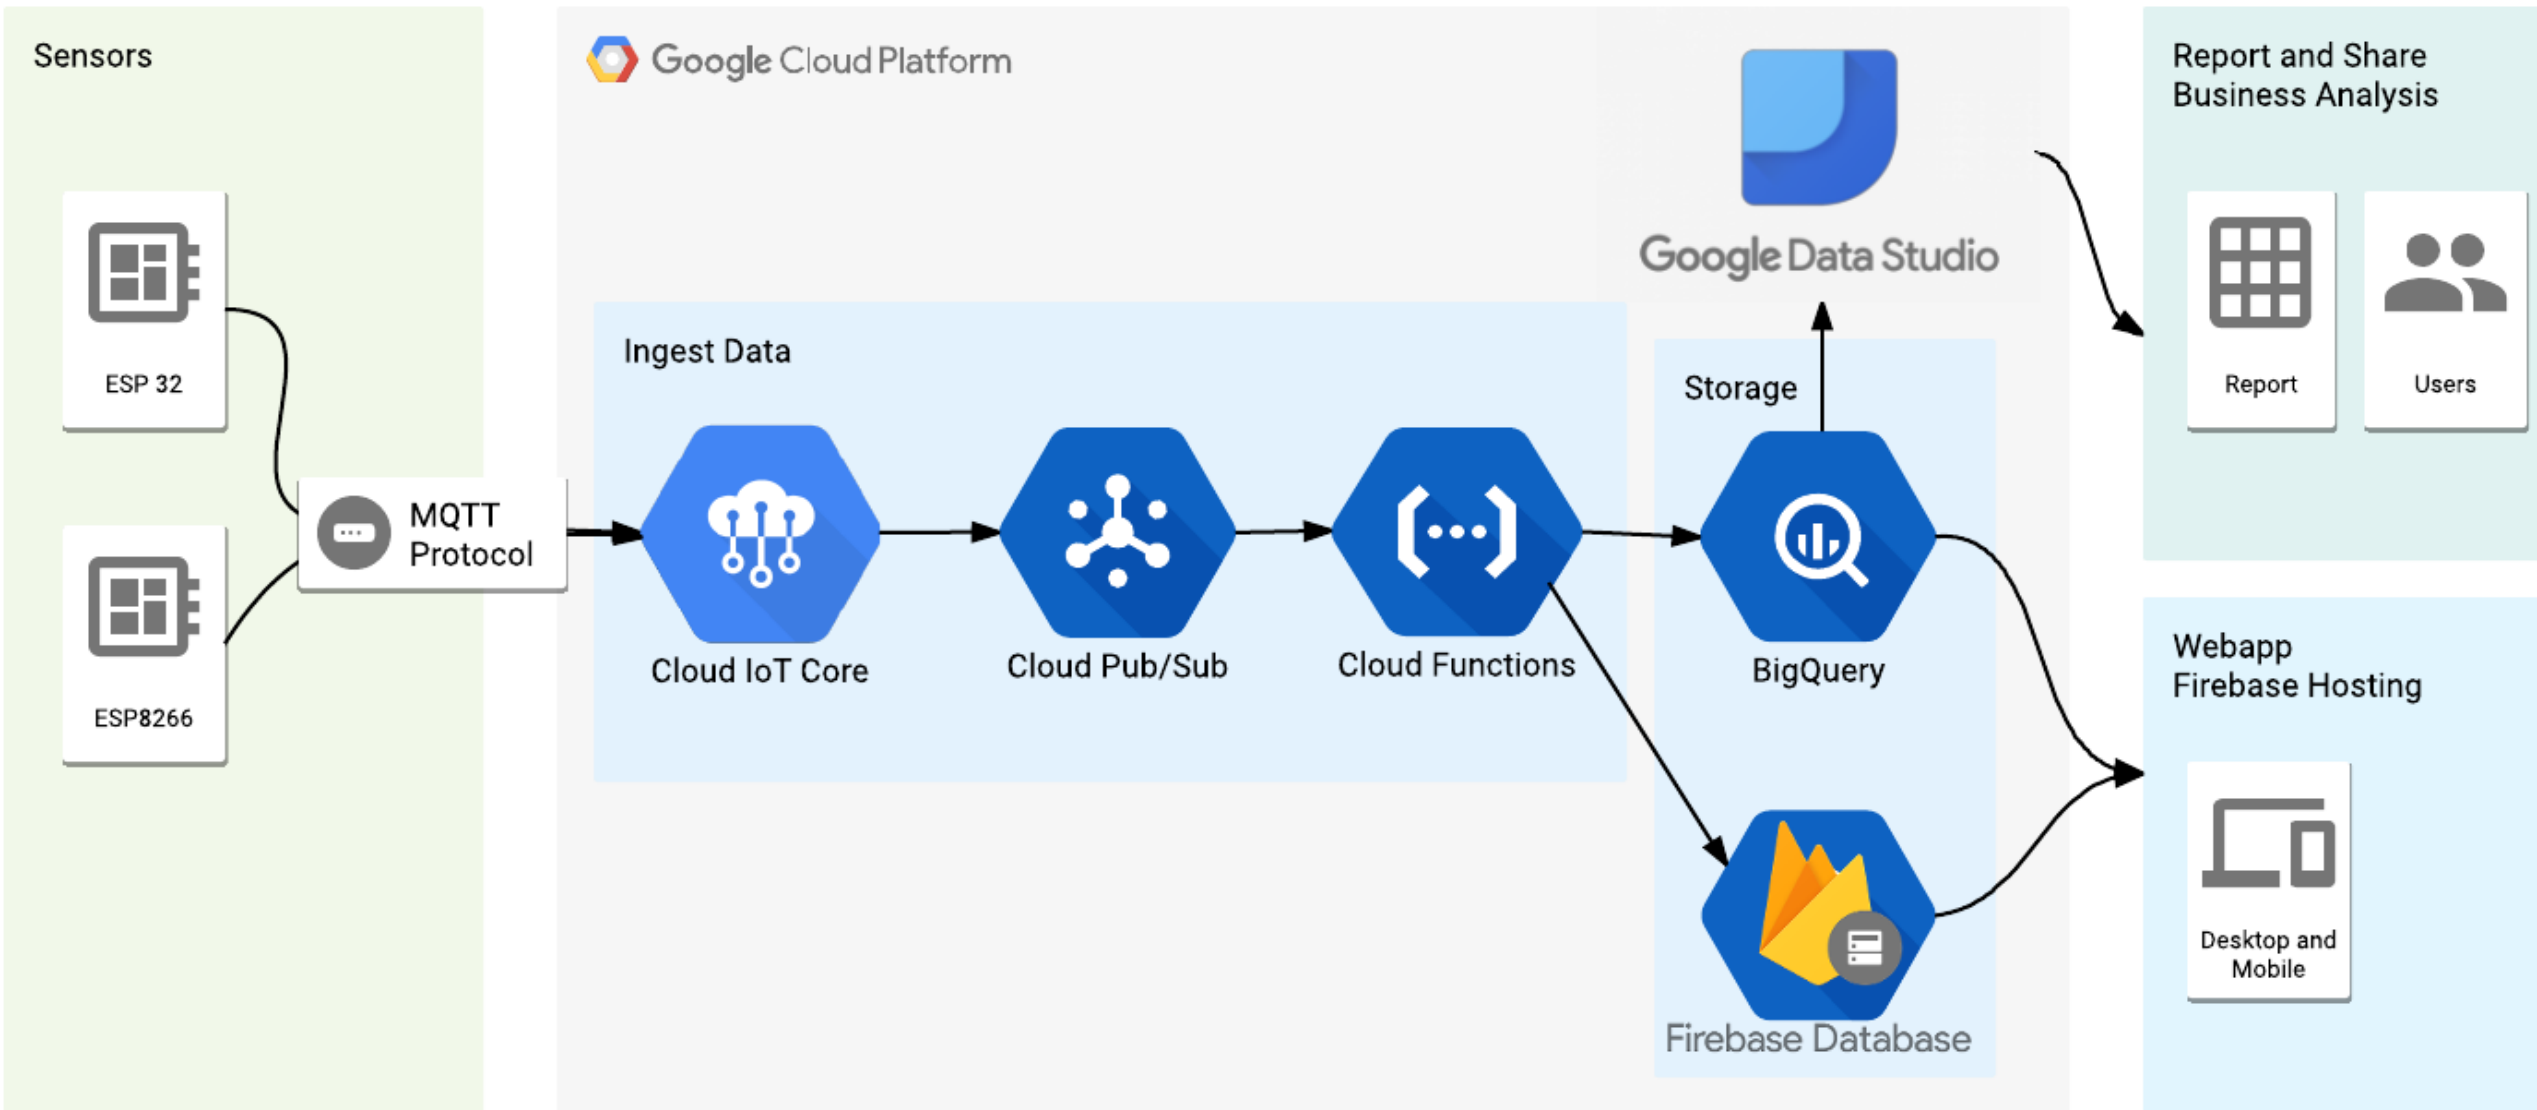 Sensors
ESP 32
ESP8266
MQTT
Protocol
Google Cloud Platform
Google Data Studio
Ingest Data
Cloud IoT Core
Cloud Pub/Sub
Cloud Functions
Storage
BigQuery
Firebase Database
Report and Share
Business Analysis
Report
Users
Webapp
Firebase Hosting
Desktop and
Mobile